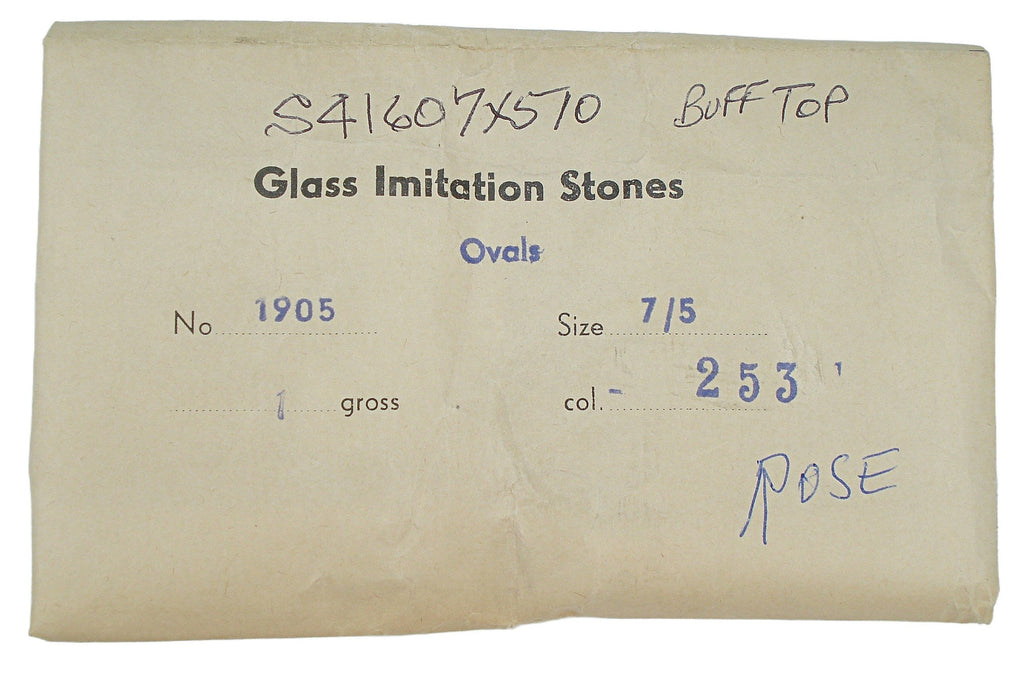 S41607X510 BUFF TOP
Glass Imitation Stones
Ovals
No 1905 Size 7/5
1 gross col. - 253
ROSE